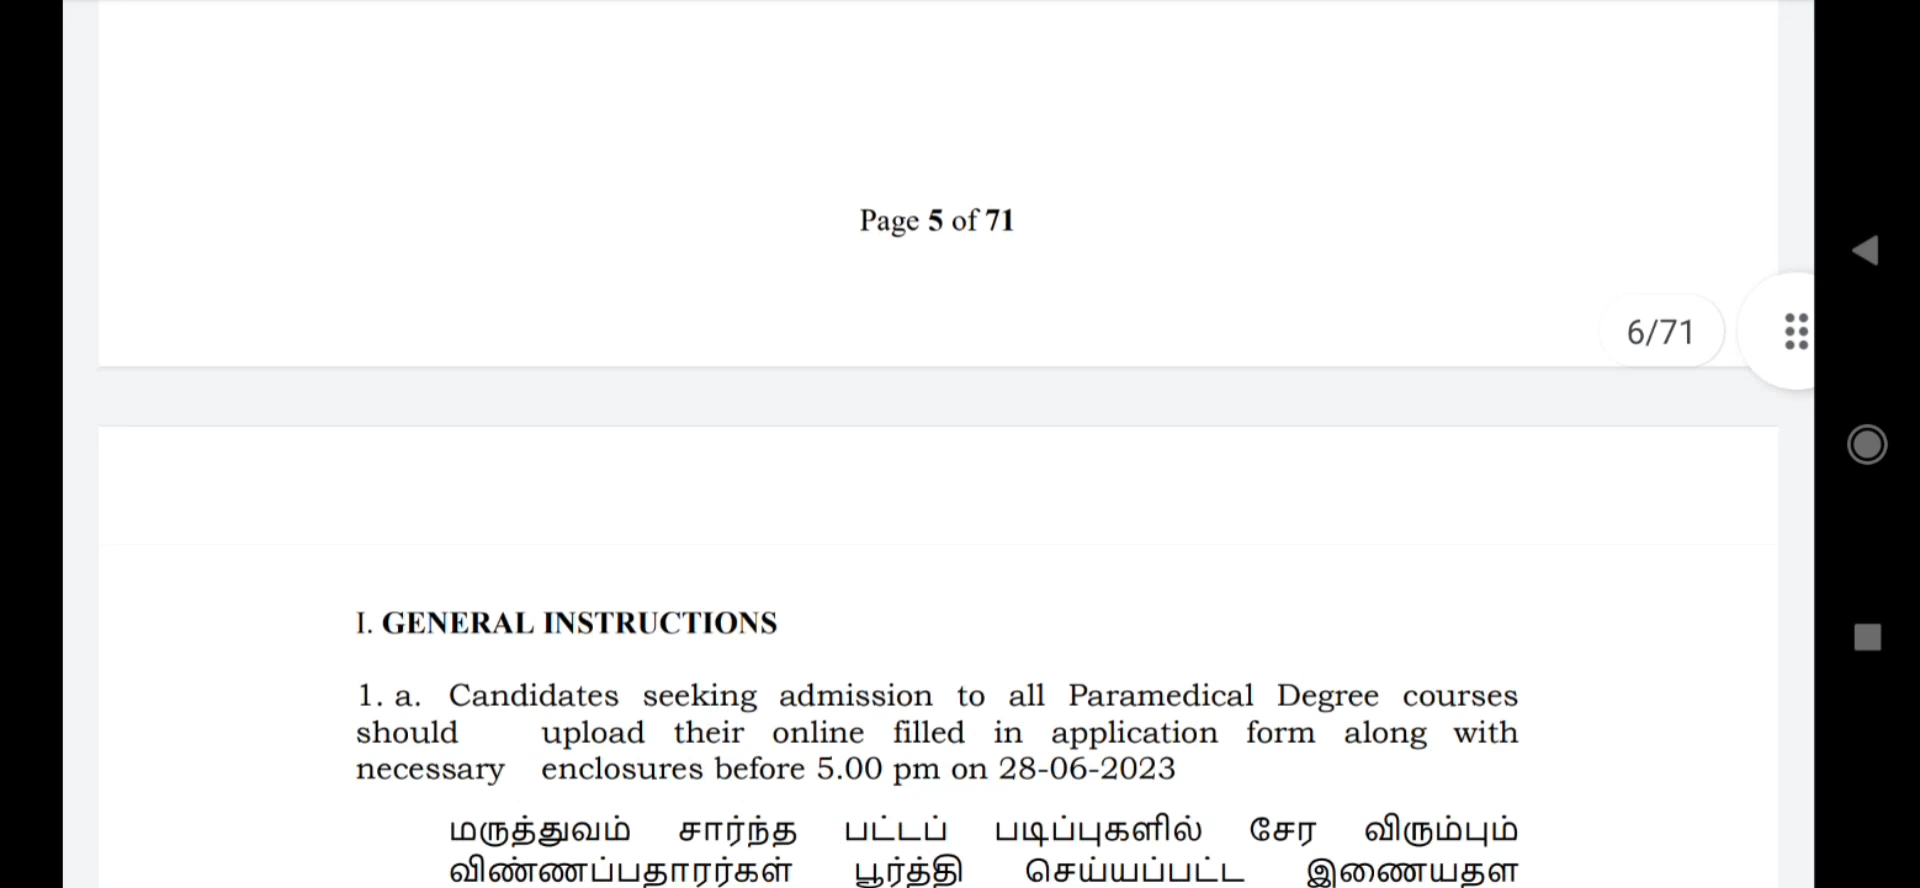 Page 5 of 71
6/71
I. GENERAL INSTRUCTIONS
1. a. Candidates seeking admission to all Paramedical Degree courses
should upload their online filled in application form along with
necessary enclosures before 5.00 pm on 28-06-2023
மருத்துவம் சார்ந்த பட்டப் படிப்புகளில் சேர விரும்பும்
விண்ணப்பதாரர்கள் பூர்த்தி செய்யப்பட்ட இணையதள